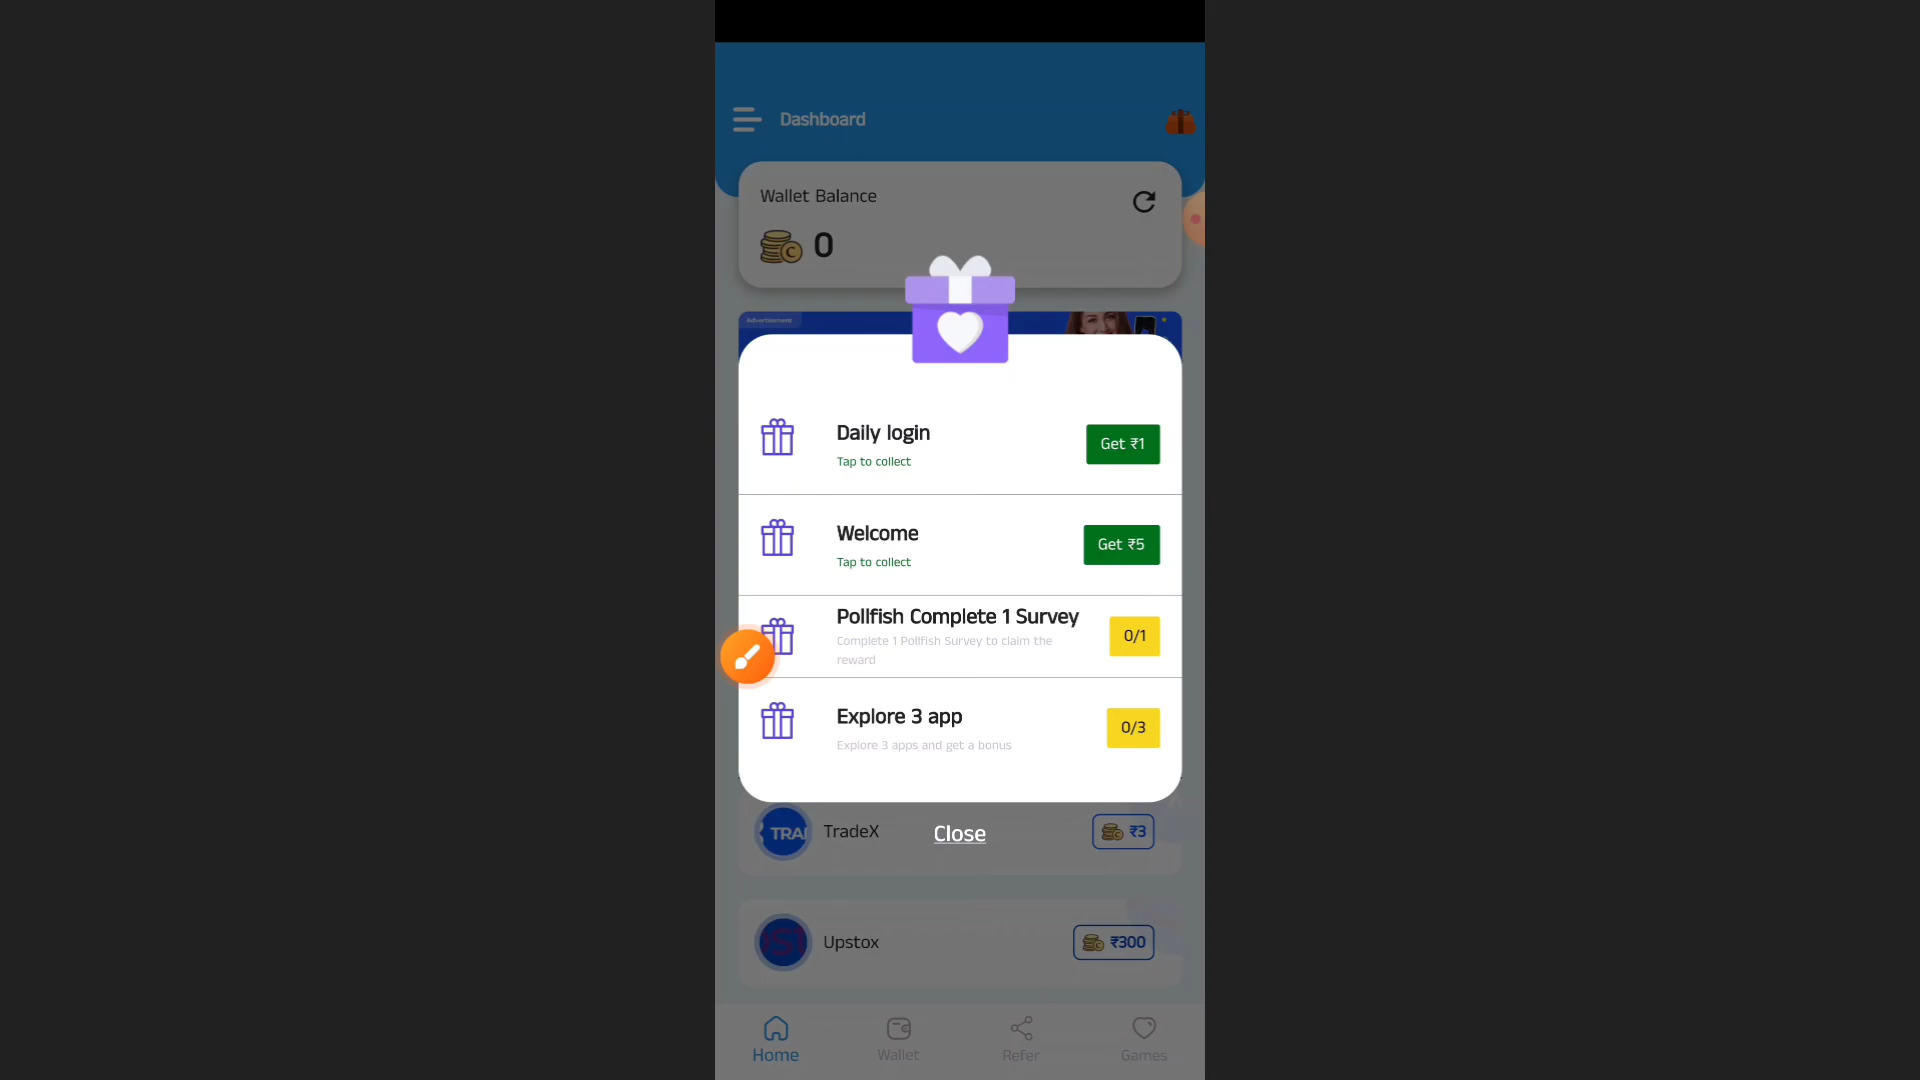 Dashboard
Wallet Balance
0
Advertisement
Daily login
Tap to collect
Get ₹1
Welcome
Tap to collect
Get ₹5
Pollfish Complete 1 Survey
Complete 1 Pollfish Survey to claim the
reward
0/1
Explore 3 app
Explore 3 apps and get a bonus
0/3
TRA
TradeX
Close
₹3
Upstox
₹300
Home
Wallet
Refer
Games